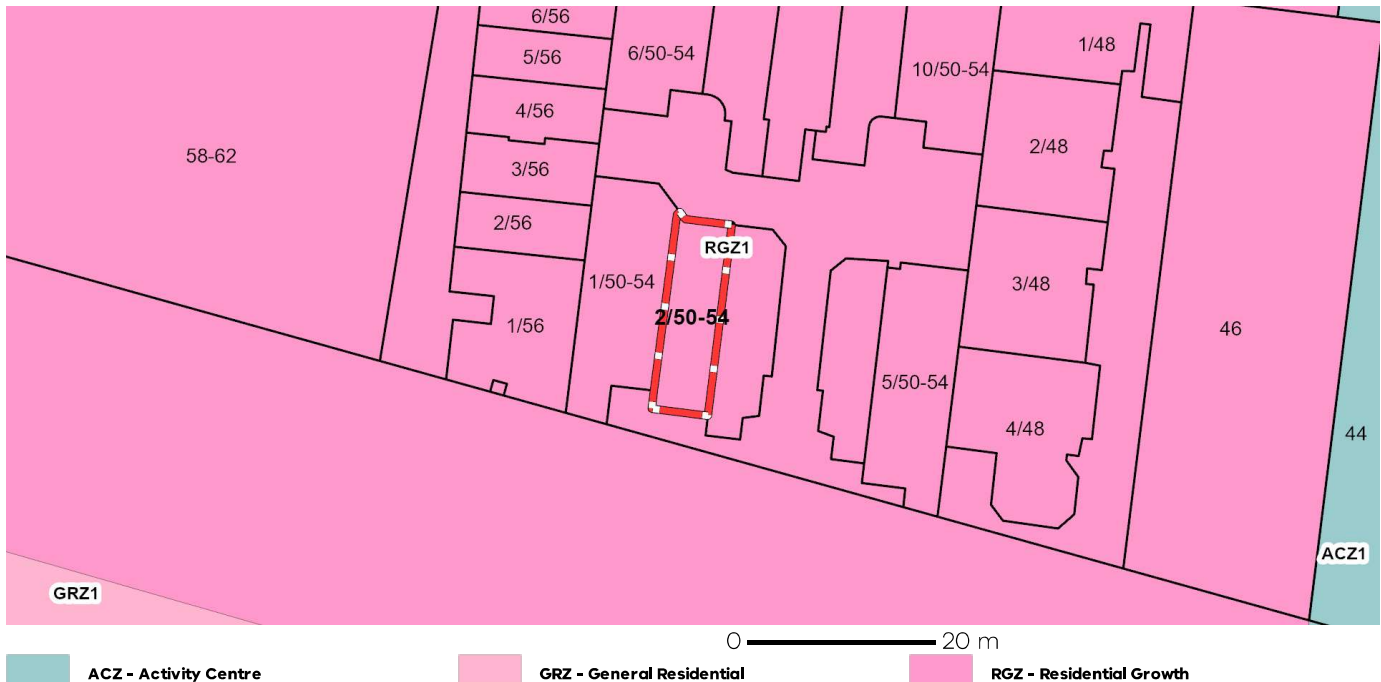 6/56
5/56
6/50-54
10/50-54
1/48
4/56
58-62
3/56
2/48
2/56
RGZ1
1/50-54
3/48
2/50-54
1/56
46
5/50-54
4/48
44
ACZ1
GRZ1
0 20 m
ACZ - Activity Centre
GRZ - General Residential
RGZ - Residential Growth